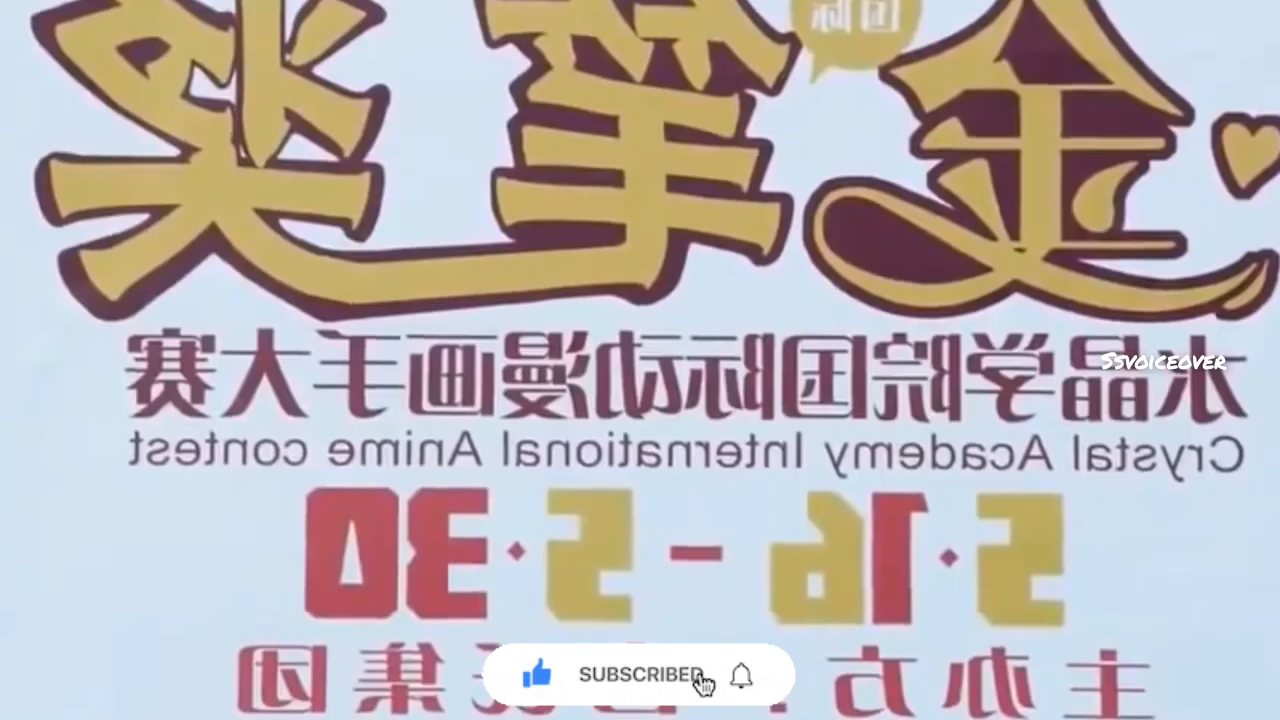 金笔奖
水晶学院国际动漫画手大赛
Ssvoiceover
Crystal Academy International Anime contest
5·16-5·30
主办方 集团
SUBSCRIBED